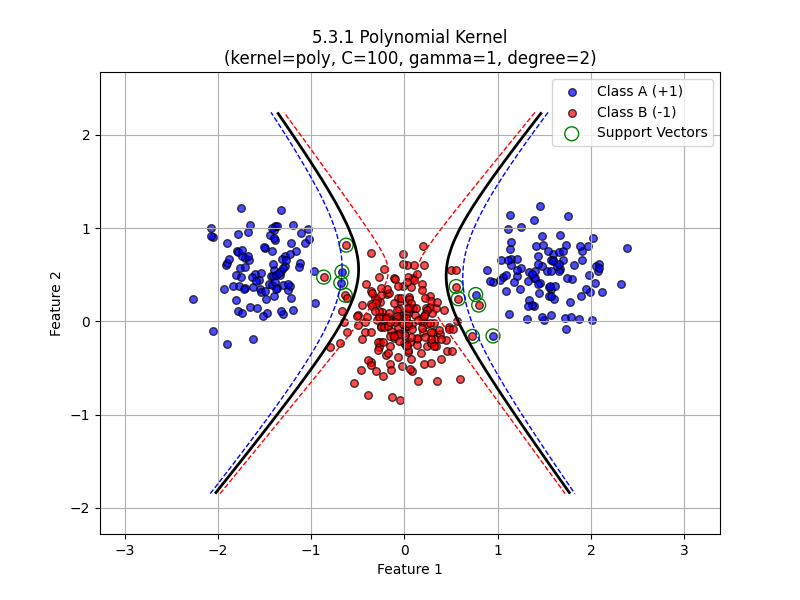 5.3.1 Polynomial Kernel
(kernel=poly, C=100, gamma=1, degree=2)
Class A (+1)
Class B (-1)
Support Vectors
Feature 2
2
1
0
−1
−2
−3
−2
−1
0
1
2
3
Feature 1